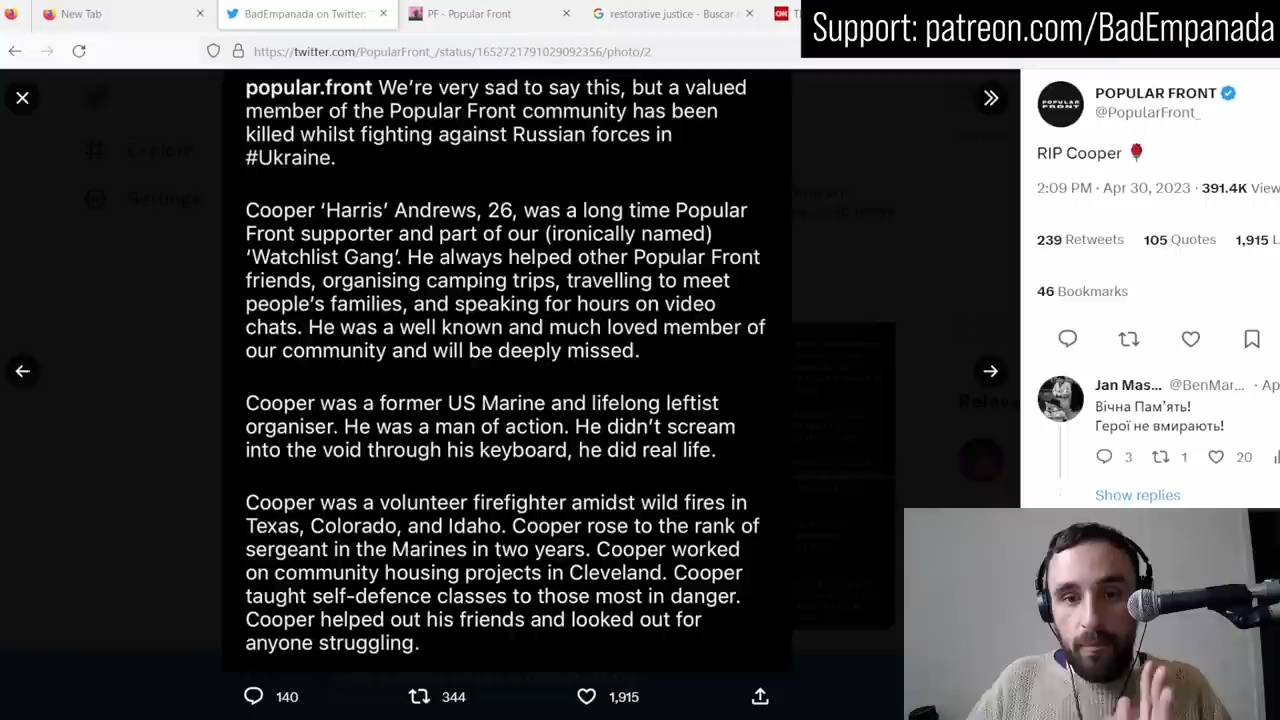 New Tab
BadEmpanada on Twitter:
PF - Popular Front
restorative justice - Buscar
CNN
Support: patreon.com/BadEmpanada
https://twitter.com/PopularFront_/status/1652721791029092356/photo/2
popular.front We're very sad to say this, but a valued
member of the Popular Front community has been
killed whilst fighting against Russian forces in
#Ukraine.
Cooper 'Harris' Andrews, 26, was a long time Popular
Front supporter and part of our (ironically named)
'Watchlist Gang'. He always helped other Popular Front
friends, organising camping trips, travelling to meet
people's families, and speaking for hours on video
chats. He was a well known and much loved member of
our community and will be deeply missed.
Cooper was a former US Marine and lifelong leftist
organiser. He was a man of action. He didn't scream
into the void through his keyboard, he did real life.
Cooper was a volunteer firefighter amidst wild fires in
Texas, Colorado, and Idaho. Cooper rose to the rank of
sergeant in the Marines in two years. Cooper worked
on community housing projects in Cleveland. Cooper
taught self-defence classes to those most in danger.
Cooper helped out his friends and looked out for
anyone struggling.
140 344 1,915
Explore
Settings
POPULAR FRONT
POPULAR FRONT
@PopularFront_
RIP Cooper 🌹
2:09 PM · Apr 30, 2023 · 391.4K View
239 Retweets 105 Quotes 1,915 L
46 Bookmarks
Jan Mas... @BenMar... · Ap
Вічна Пам'ять!
Герої не вмирають!
3 1 20
Show replies